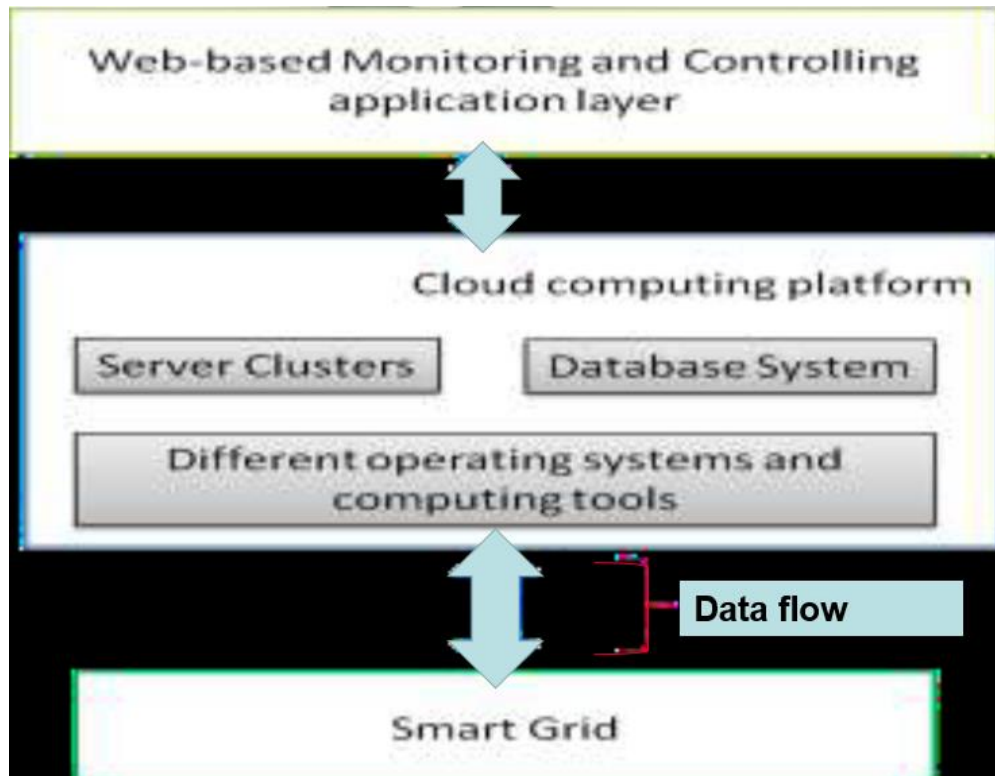 Web-based Monitoring and Controlling
application layer
Cloud computing platform
Server Clusters
Database System
Different operating systems and
computing tools
Data flow
Smart Grid